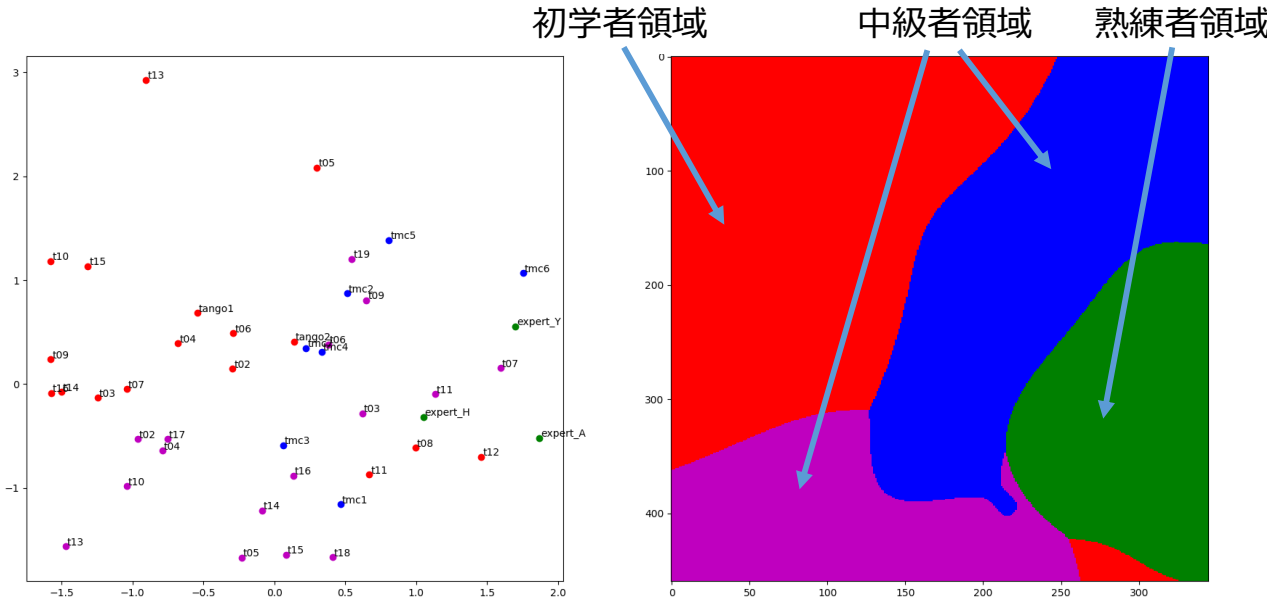 初学者領域 中級者領域 熟練者領域
3
2
1
0
−1
−1.5 −1.0 −0.5 0.0 0.5 1.0 1.5 2.0
t13
t05
tmc5
t19
t10
t15
tmc6
tmc2
t09
tango1
expert_Y
t06
tango2
t06
t04
tmc4
t09
t02
t07
t14
t07
t03
t11
t03
expert_H
t02
t17
expert_A
t04
tmc3
t08
t12
t16
t10
t11
t14
tmc1
t13
t05
t15
t18
0
100
200
300
400
0 50 100 150 200 250 300